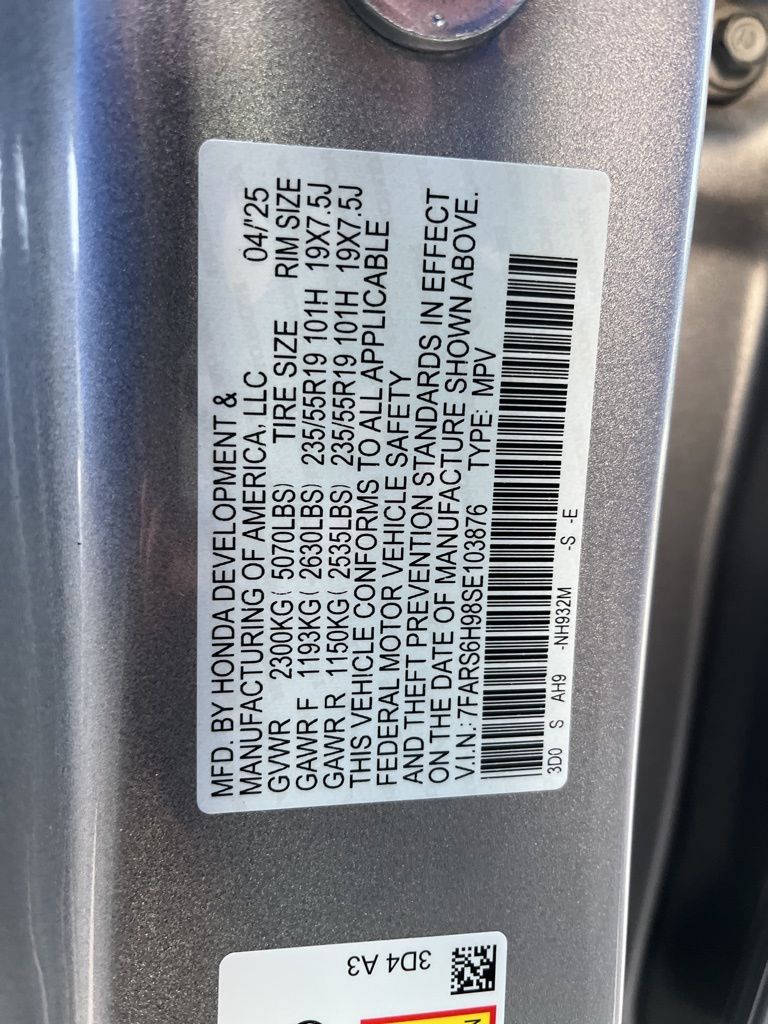 MFD. BY HONDA DEVELOPMENT &
MANUFACTURING OF AMERICA, LLC 04/'25
GVWR 2300KG( 5070LBS) TIRE SIZE RIM SIZE
GAWR F 1193KG( 2630LBS) 235/55R19 101H 19X7.5J
GAWR R 1150KG( 2535LBS) 235/55R19 101H 19X7.5J
THIS VEHICLE CONFORMS TO ALL APPLICABLE
FEDERAL MOTOR VEHICLE SAFETY
AND THEFT PREVENTION STANDARDS IN EFFECT
ON THE DATE OF MANUFACTURE SHOWN ABOVE.
V.I.N.: 7FARS6H98SE103876 TYPE: MPV
3D0 S AH9 -NH932M -S -E
3D4 A3